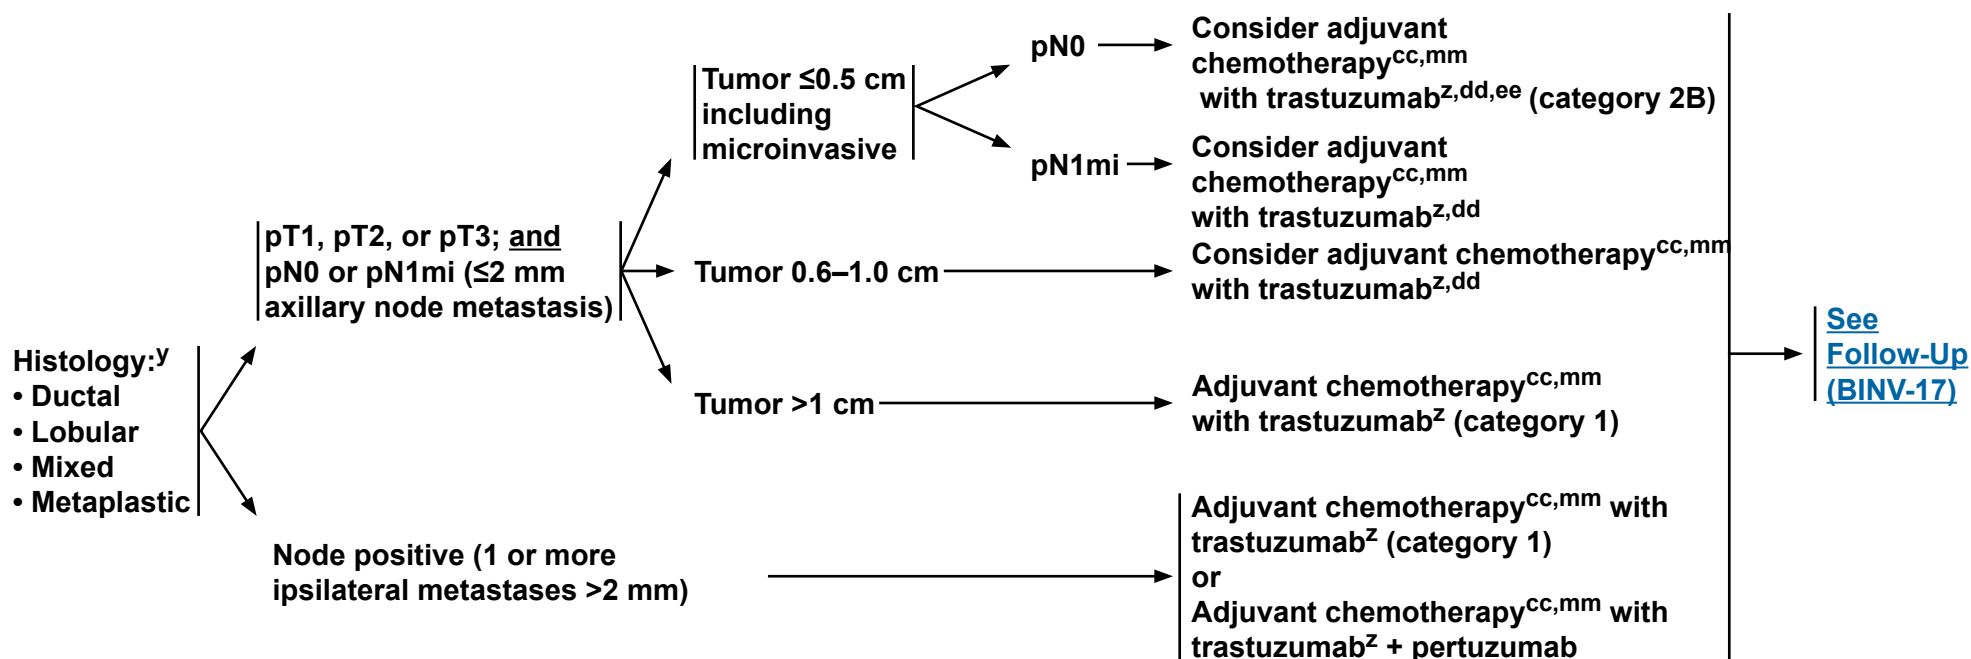 Histology:y
• Ductal
• Lobular
• Mixed
• Metaplastic
pT1, pT2, or pT3; and
pN0 or pN1mi (≤2 mm
axillary node metastasis)
Node positive (1 or more
ipsilateral metastases >2 mm)
Tumor ≤0.5 cm
including
microinvasive
Tumor 0.6–1.0 cm
Tumor >1 cm
pN0
pN1mi
Consider adjuvant
chemotherapycc,mm
with trastuzumabz,dd,ee (category 2B)
Consider adjuvant
chemotherapycc,mm
with trastuzumabz,dd
Consider adjuvant chemotherapycc,mm
with trastuzumabz,dd
Adjuvant chemotherapycc,mm
with trastuzumabz (category 1)
Adjuvant chemotherapycc,mm with
trastuzumabz (category 1)
or
Adjuvant chemotherapycc,mm with
trastuzumabz + pertuzumab
See
Follow-Up
(BINV-17)